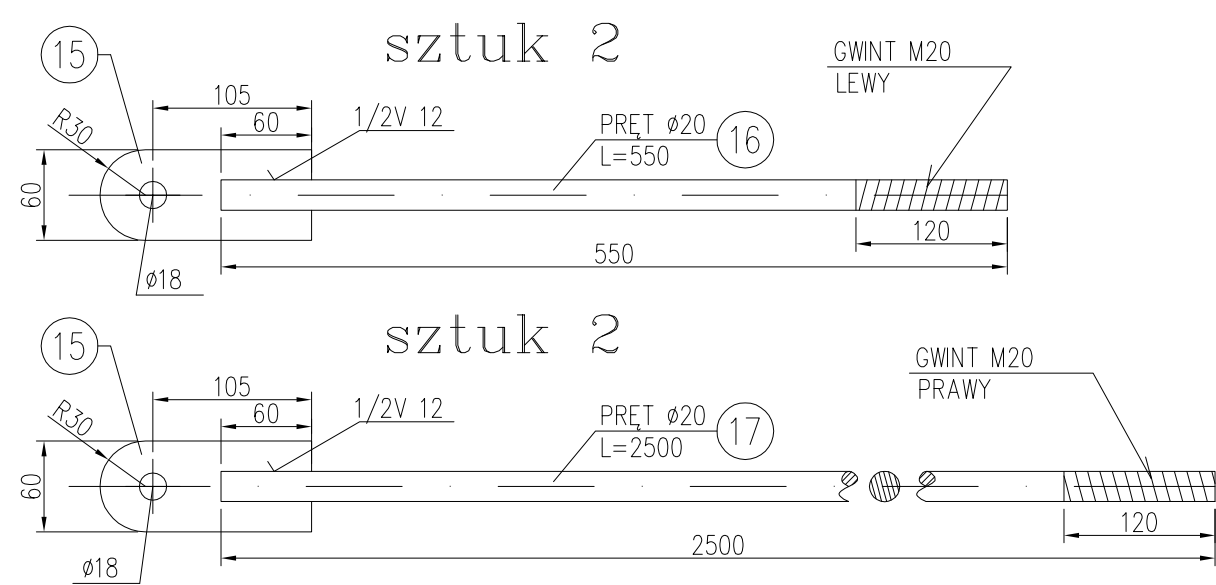 sztuk 2
15
GWINT M20
LEWY
105
60
1/2V 12
R30
PRĘT ø20
L=550
16
60
120
550
ø18
sztuk 2
15
GWINT M20
PRAWY
105
60
1/2V 12
R30
PRĘT ø20
L=2500
17
60
120
2500
ø18